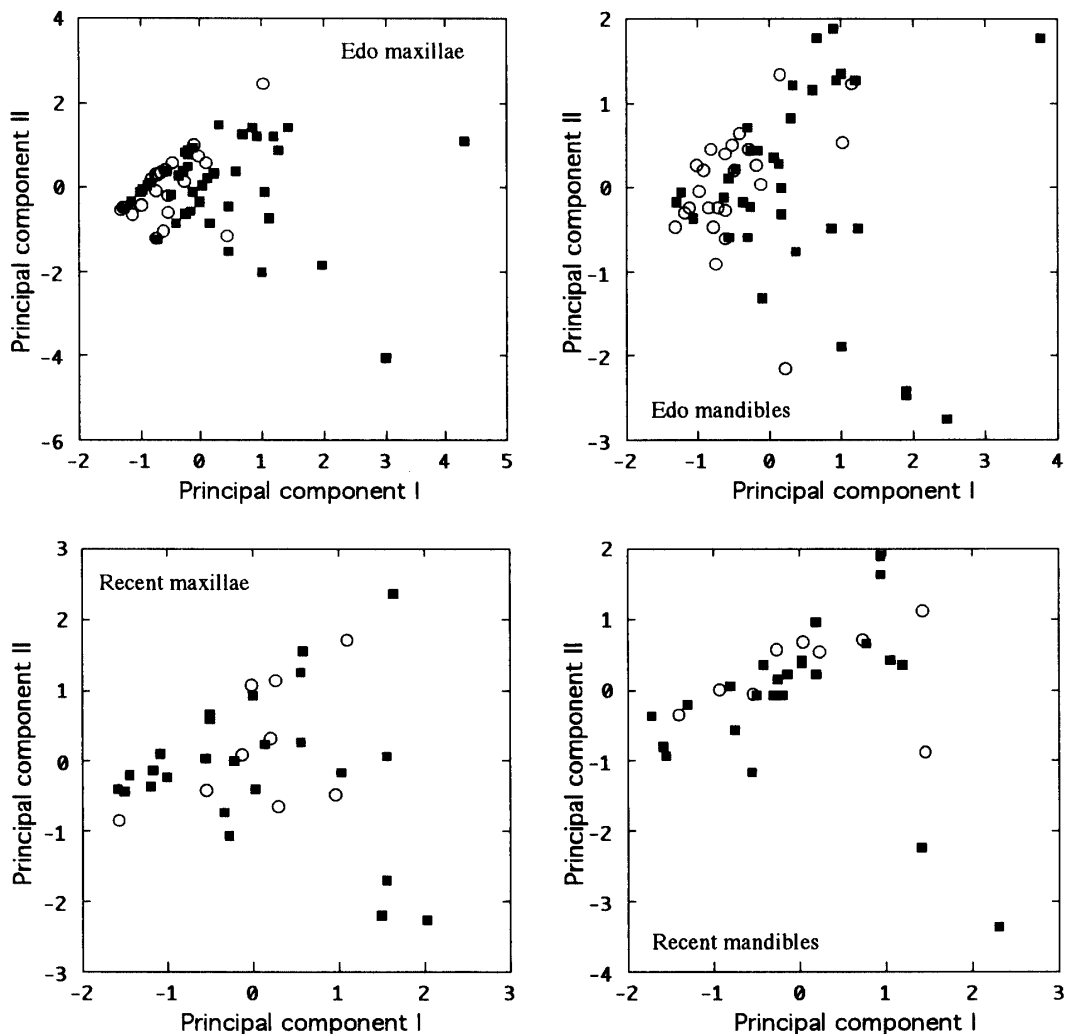 4
2
0
-2
-4
-6
Principal component II
Edo maxillae
-2 -1 0 1 2 3 4 5
Principal component I
2
1
0
-1
-2
-3
Principal component II
Edo mandibles
-2 -1 0 1 2 3 4
Principal component I
3
2
1
0
-1
-2
-3
Principal component II
Recent maxillae
-2 -1 0 1 2 3
Principal component I
2
1
0
-1
-2
-3
-4
Principal component II
Recent mandibles
-2 -1 0 1 2 3
Principal component I